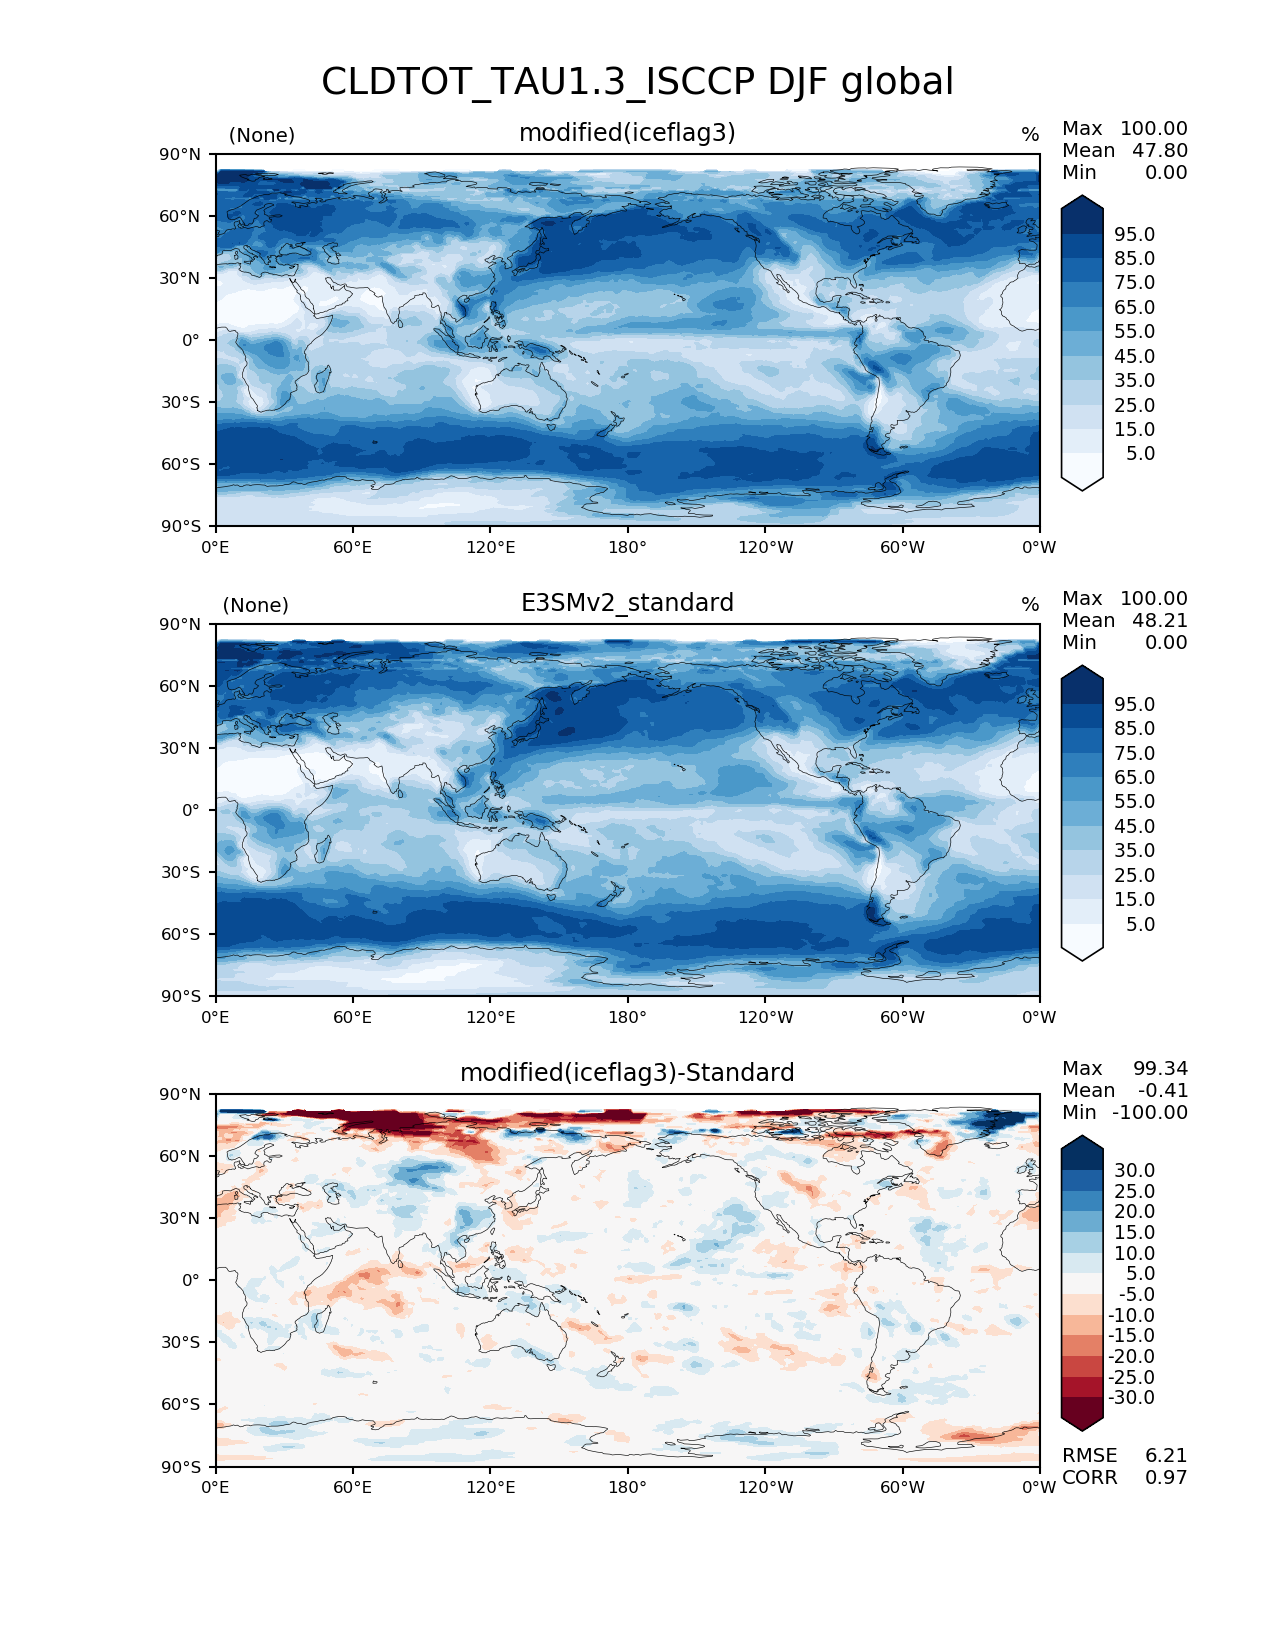 CLDTOT_TAU1.3_ISCCP DJF global
(None) modified(iceflag3) %
Max 100.00
Mean 47.80
Min 0.00
90°N
60°N
30°N
0°
30°S
60°S
90°S
0°E 60°E 120°E 180° 120°W 60°W 0°W
95.0
85.0
75.0
65.0
55.0
45.0
35.0
25.0
15.0
5.0
(None) E3SMv2_standard %
Max 100.00
Mean 48.21
Min 0.00
90°N
60°N
30°N
0°
30°S
60°S
90°S
0°E 60°E 120°E 180° 120°W 60°W 0°W
95.0
85.0
75.0
65.0
55.0
45.0
35.0
25.0
15.0
5.0
modified(iceflag3)-Standard
Max 99.34
Mean -0.41
Min -100.00
90°N
60°N
30°N
0°
30°S
60°S
90°S
0°E 60°E 120°E 180° 120°W 60°W 0°W
30.0
25.0
20.0
15.0
10.0
5.0
-5.0
-10.0
-15.0
-20.0
-25.0
-30.0
RMSE 6.21
CORR 0.97